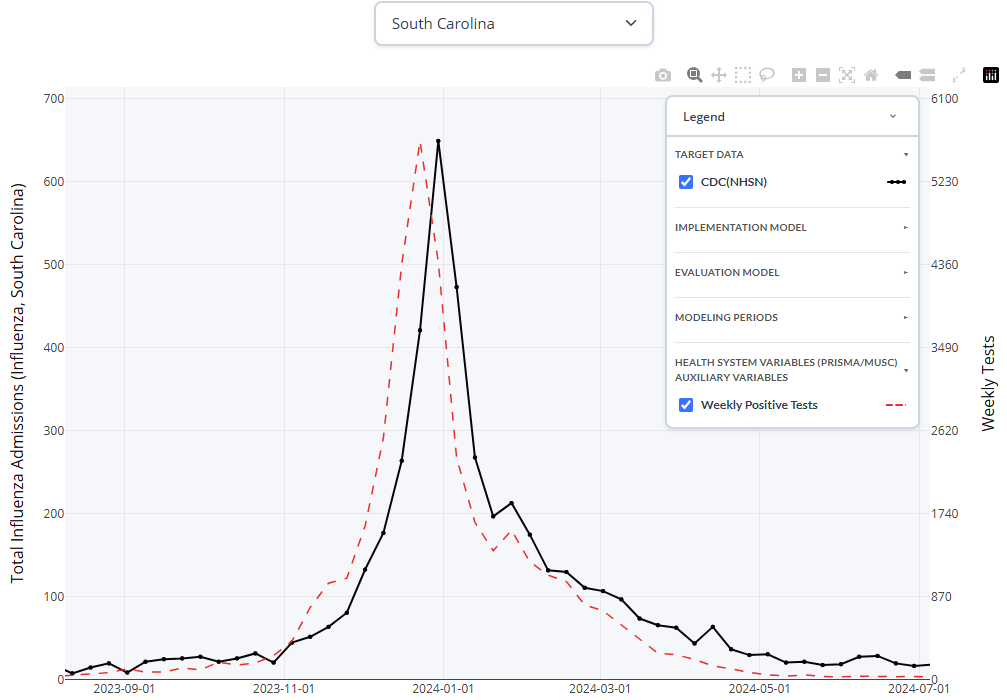 South Carolina
700
600
500
400
300
200
100
0
Total Influenza Admissions (Influenza, South Carolina)
2023-09-01
2023-11-01
2024-01-01
2024-03-01
2024-05-01
2024-07-01
6100
5230
4360
3490
2620
1740
870
0
Weekly Tests
Legend
TARGET DATA
CDC(NHSN)
IMPLEMENTATION MODEL
EVALUATION MODEL
MODELING PERIODS
HEALTH SYSTEM VARIABLES (PRISMA/MUSC)
AUXILIARY VARIABLES
Weekly Positive Tests